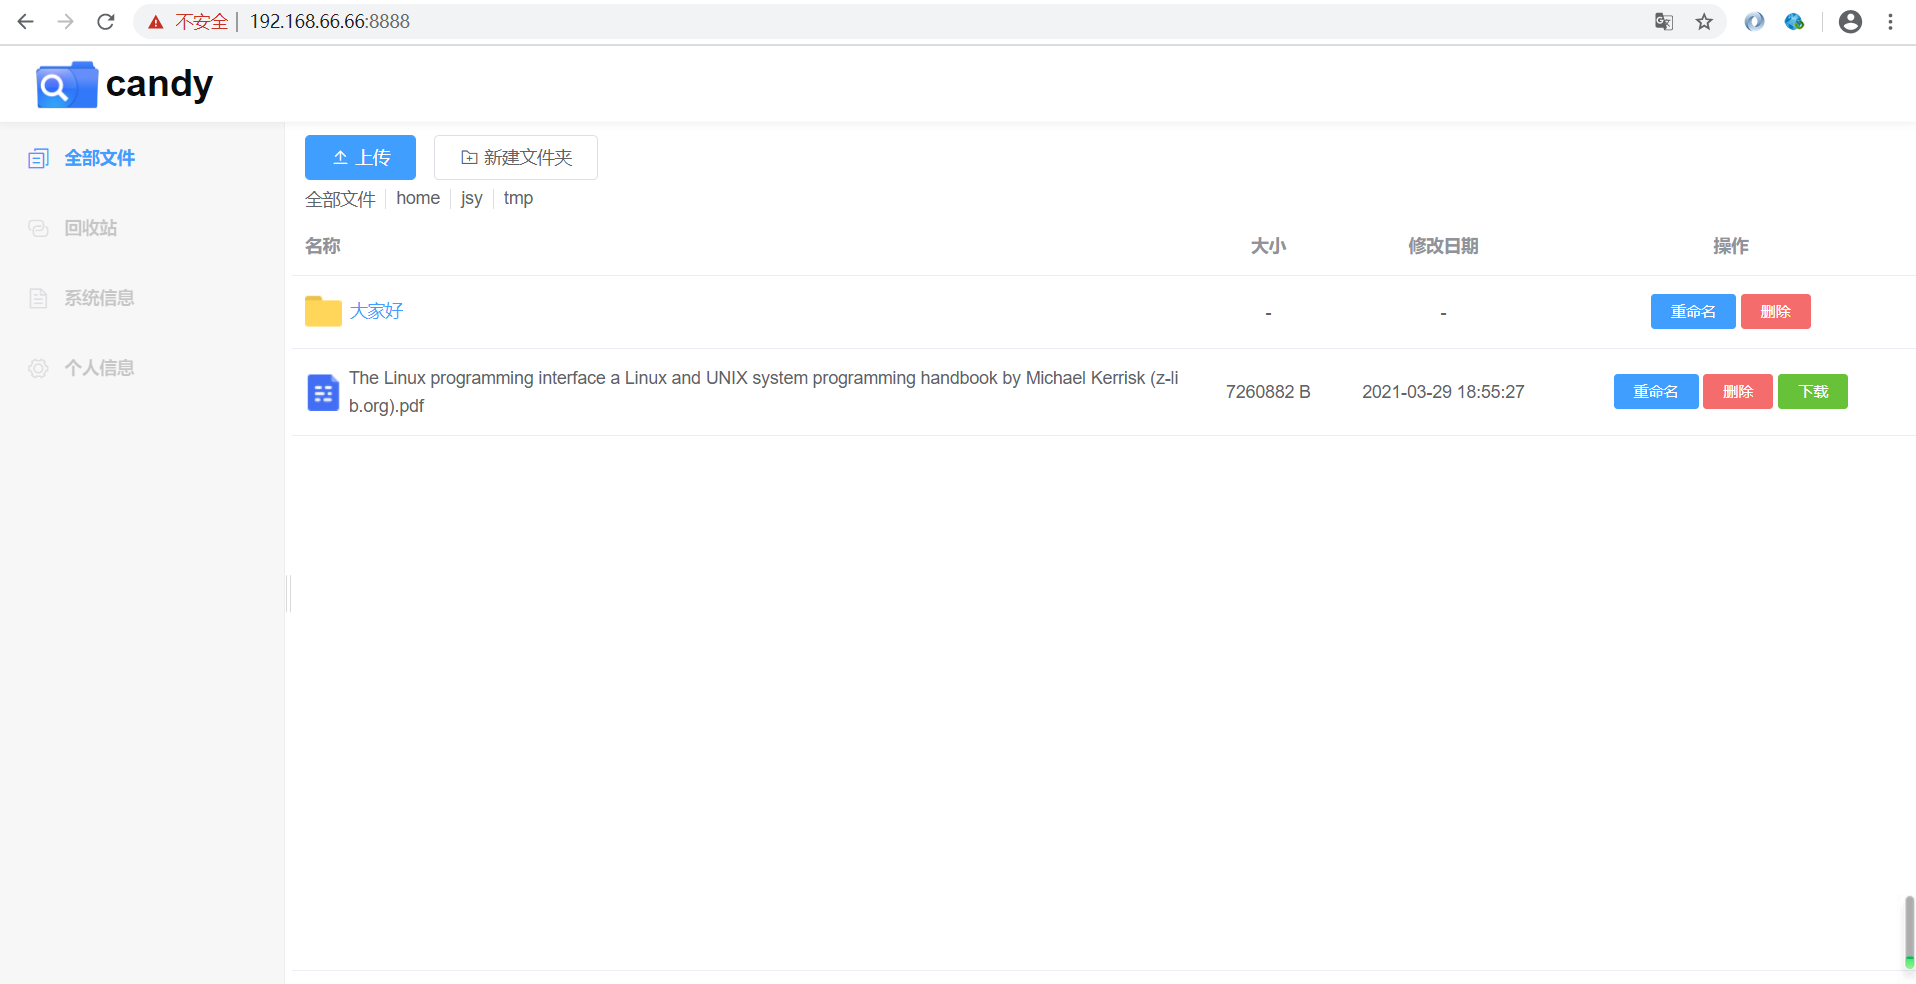 不安全 192.168.66.66:8888
candy
全部文件
回收站
系统信息
个人信息
上传 新建文件夹
全部文件 home jsy tmp
名称 大小 修改日期 操作
大家好 - - 重命名 删除
The Linux programming interface a Linux and UNIX system programming handbook by Michael Kerrisk (z-li
b.org).pdf 7260882 B 2021-03-29 18:55:27 重命名 删除 下载